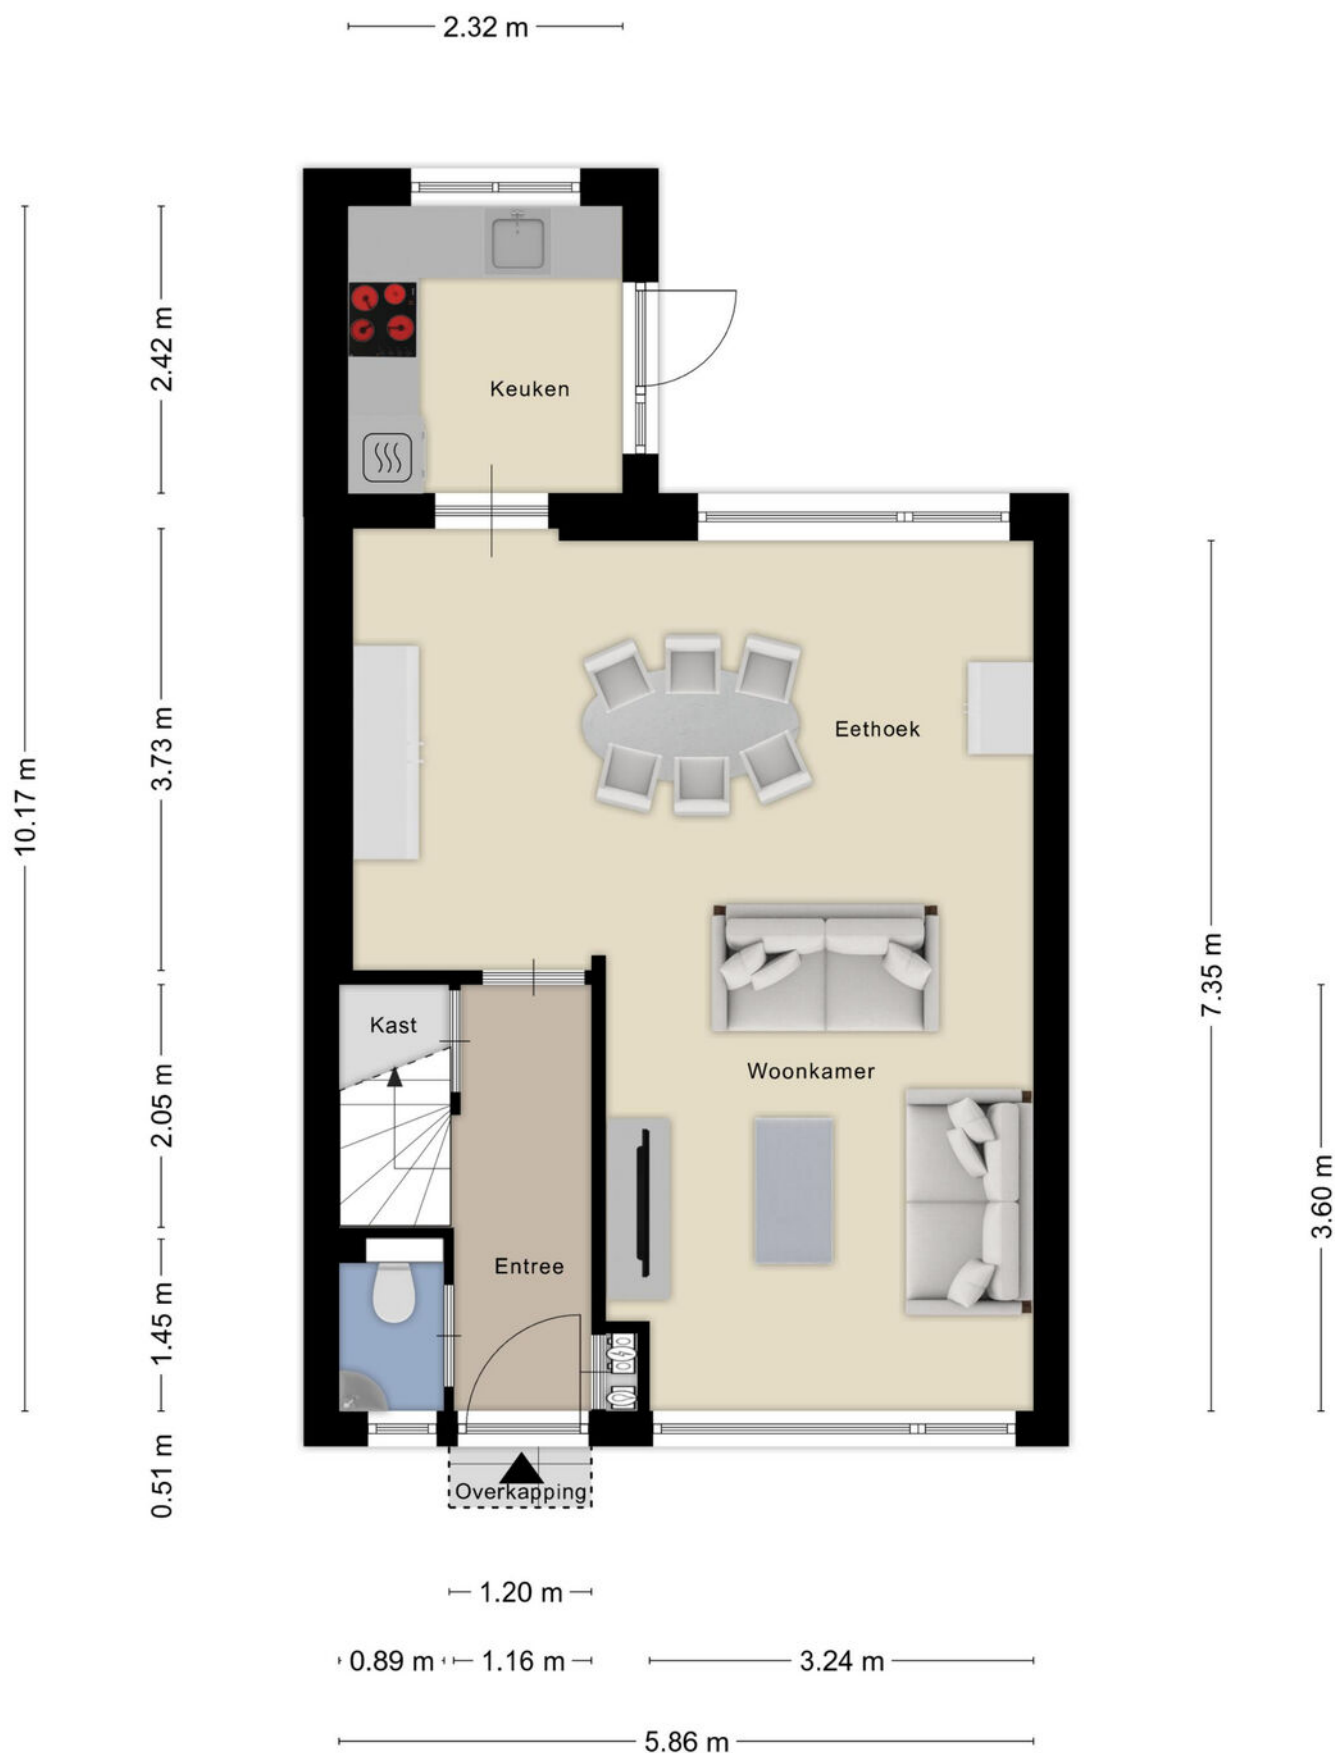 2.32 m
2.42 m
Keuken
10.17 m
3.73 m
Eethoek
7.35 m
Kast
Woonkamer
2.05 m
3.60 m
Entree
1.45 m
0.51 m
Overkapping
1.20 m
0.89 m
1.16 m
3.24 m
5.86 m